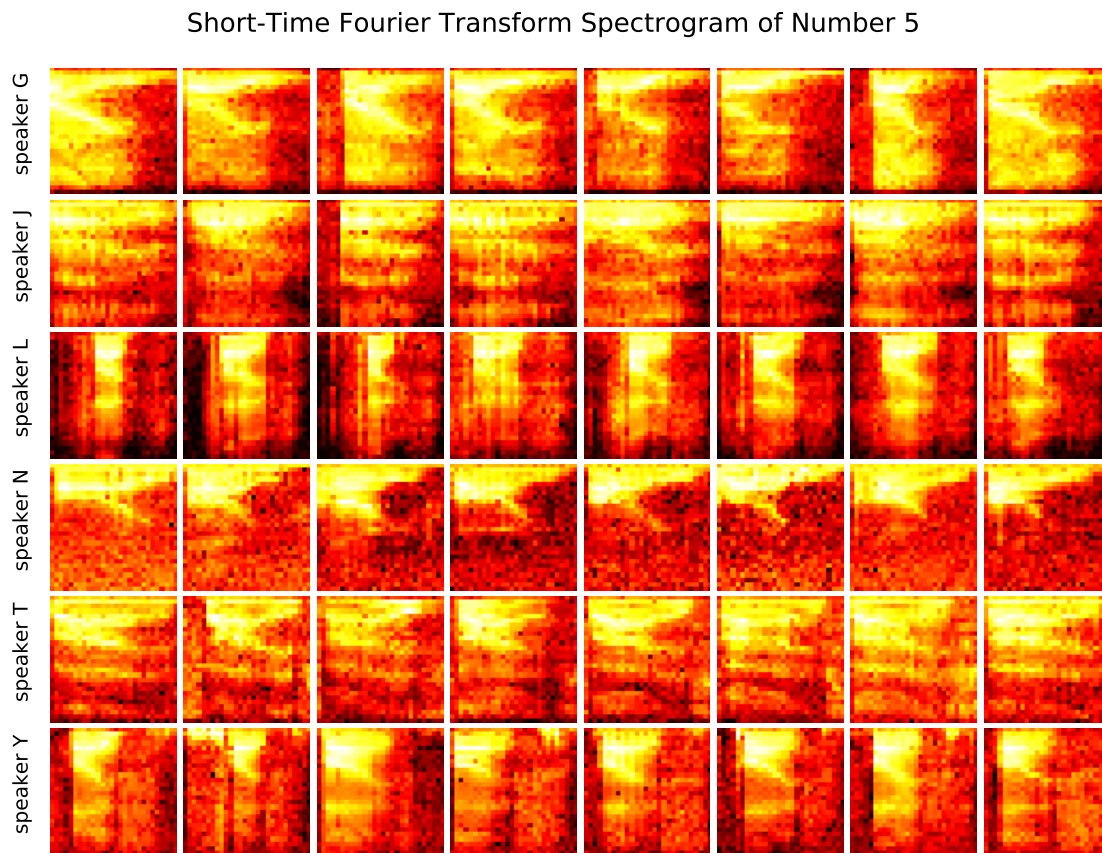 Short-Time Fourier Transform Spectrogram of Number 5
speaker G
speaker J
speaker L
speaker N
speaker T
speaker Y